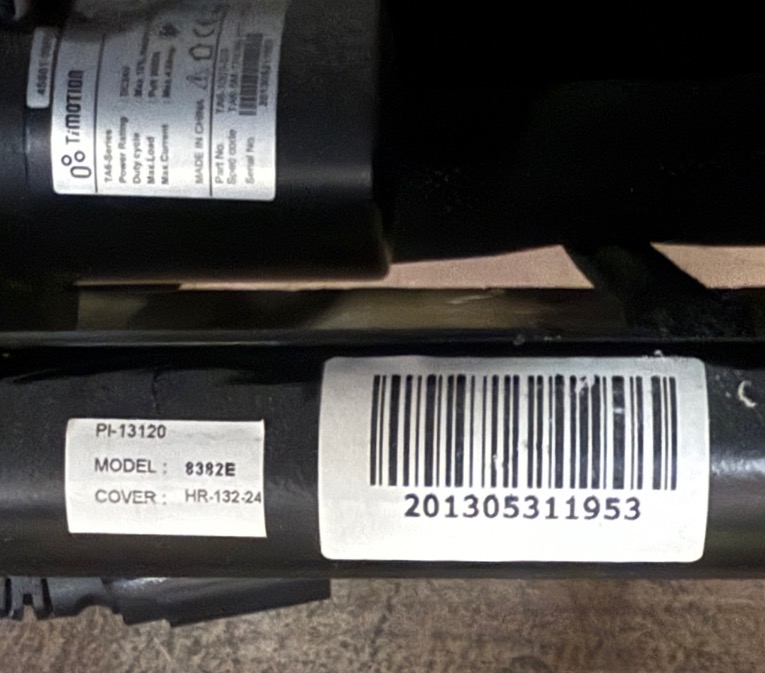 TiMOTION
TA6-Series
Power Rating : DC24V
Duty cycle
Max.Load
Max.Current
MADE IN CHINA
Part No.
Spec code
Serial No.
PI-13120
MODEL : 8382E
COVER : HR-132-24
201305311953